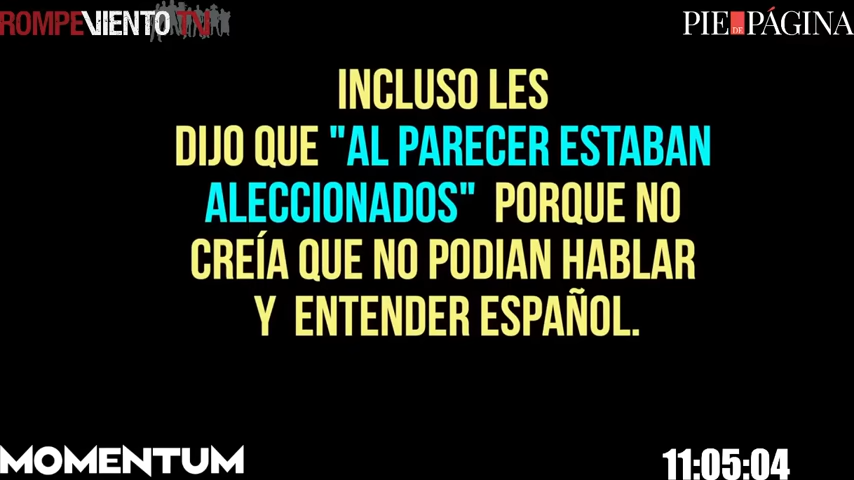 ROMPEVIENTO TV
PIE DE PÁGINA
INCLUSO LES
DIJO QUE "AL PARECER ESTABAN
ALECCIONADOS" PORQUE NO
CREÍA QUE NO PODIAN HABLAR
Y ENTENDER ESPAÑOL.
MOMENTUM
11:05:04